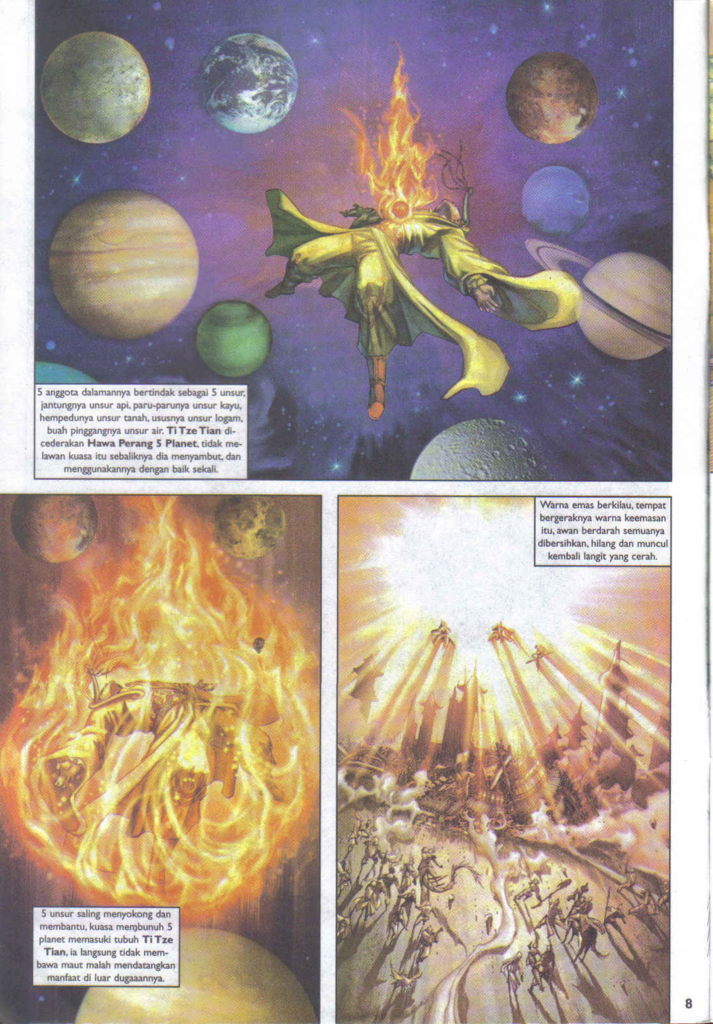 5 anggota dalamannya bertindak sebagai 5 unsur,
jantungnya unsur api, paru-parunya unsur kayu,
hempedunya unsur tanah, ususnya unsur logam,
buah pinggangnya unsur air. Ti Tze Tian di-
cederakan Hawa Perang 5 Planet, tidak me-
lawan kuasa itu sebaliknya dia menyambut, dan
menggunakannya dengan baik sekali.
Warna emas berkilau, tempat
bergeraknya warna keemasan
itu, awan berdarah semuanya
dibersihkan, hilang dan muncul
kembali langit yang cerah.
5 unsur saling menyokong dan
membantu, kuasa membunuh 5
planet memasuki tubuh Ti Tze
Tian, ia langsung tidak mem-
bawa maut malah mendatangkan
manfaat di luar dugaaannya.
8